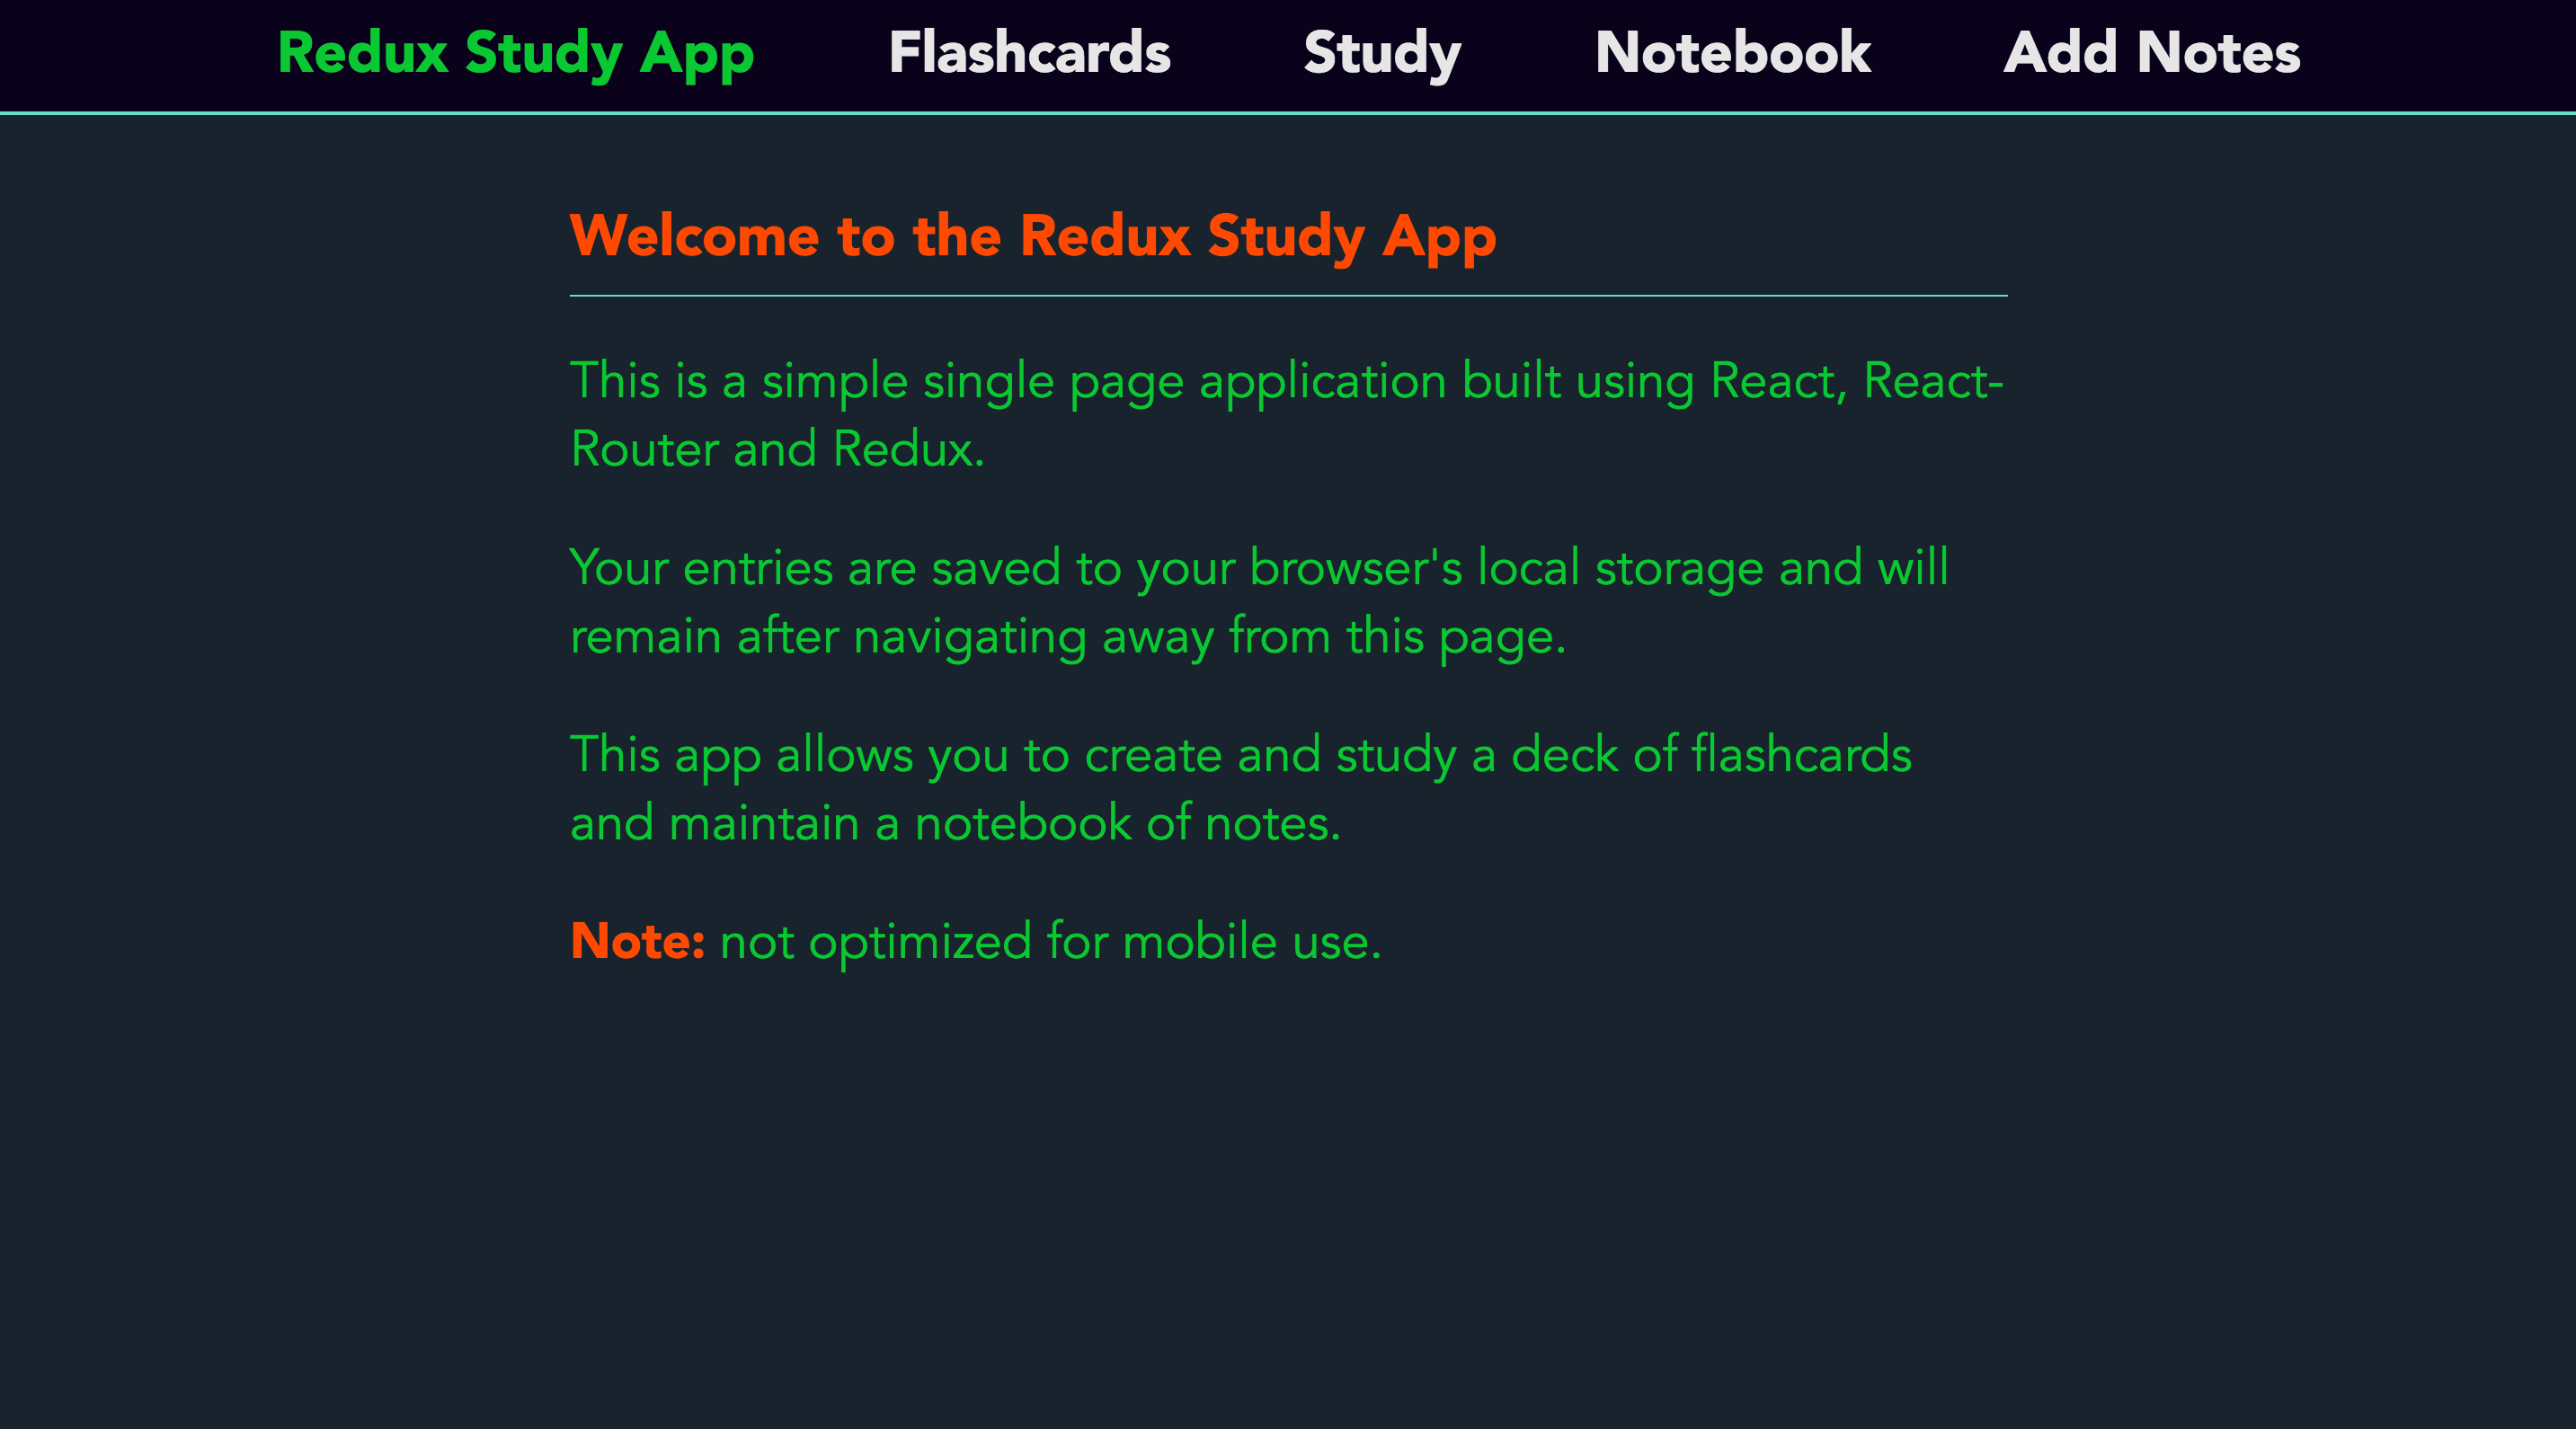 Redux Study App Flashcards Study Notebook Add Notes
Welcome to the Redux Study App
This is a simple single page application built using React, React-
Router and Redux.
Your entries are saved to your browser's local storage and will
remain after navigating away from this page.
This app allows you to create and study a deck of flashcards
and maintain a notebook of notes.
Note: not optimized for mobile use.